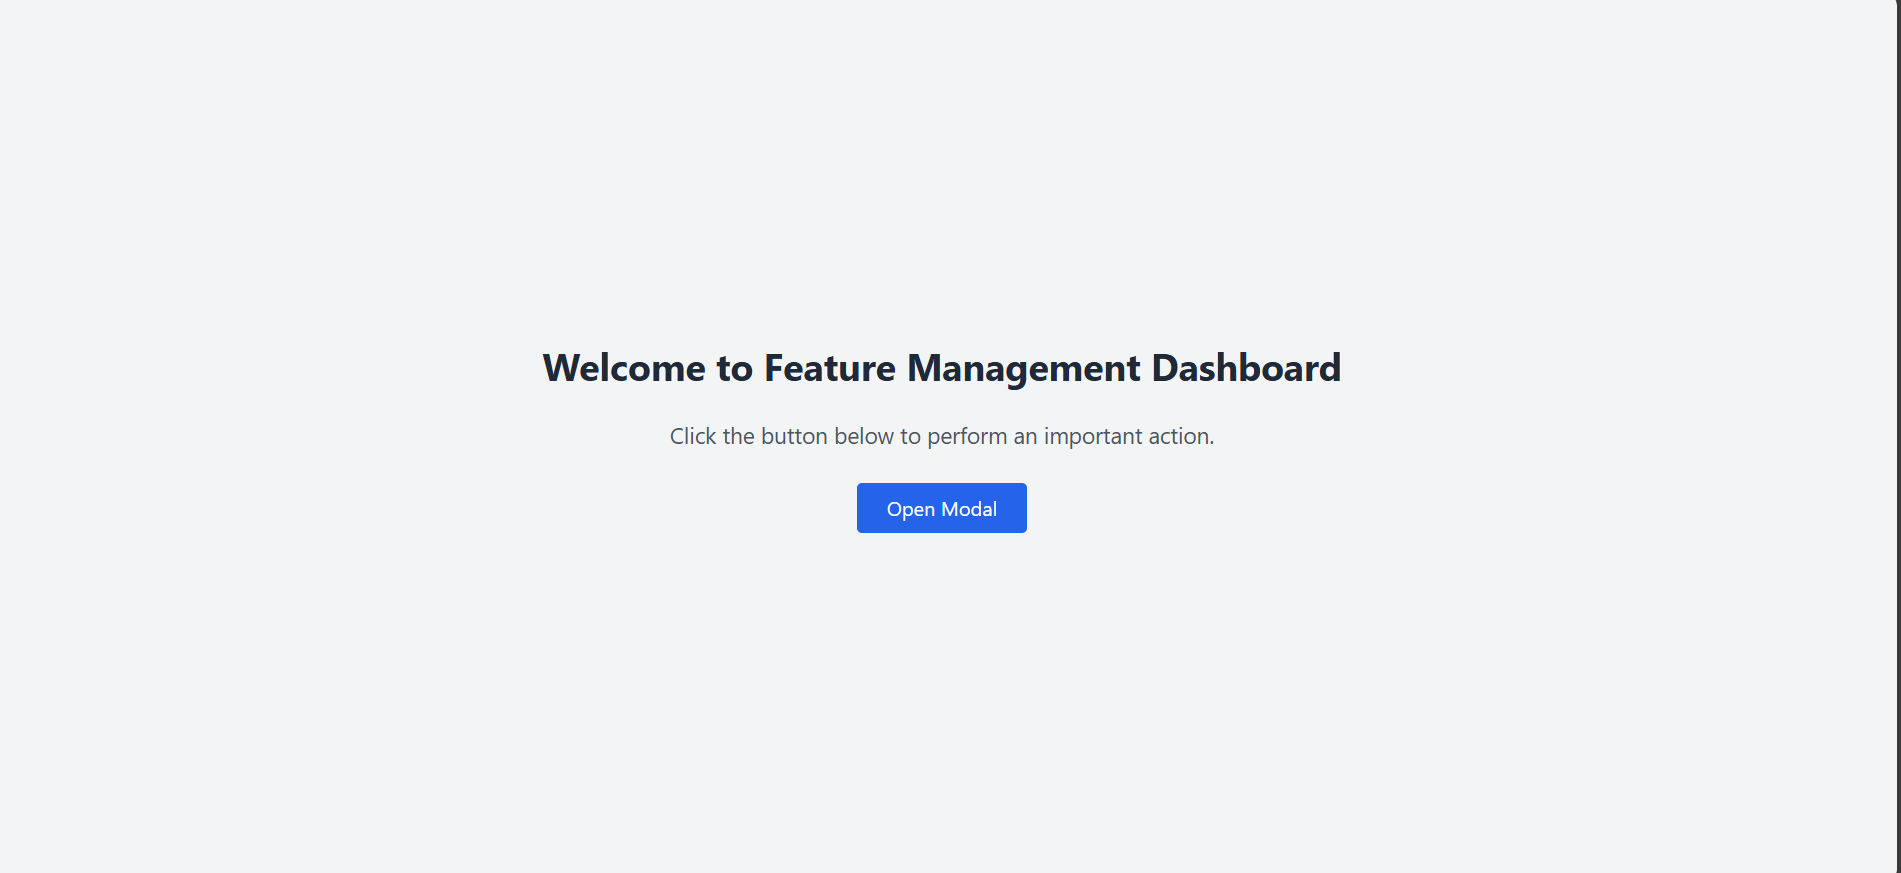 Welcome to Feature Management Dashboard
Click the button below to perform an important action.
Open Modal